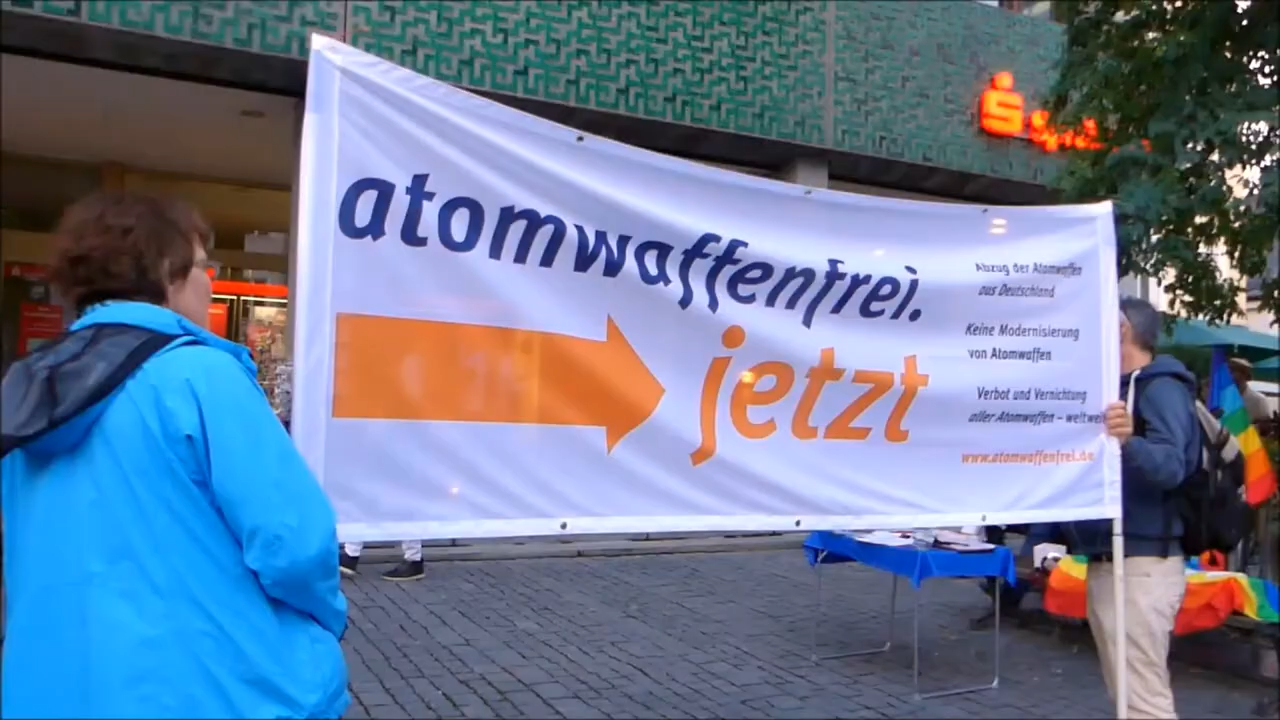 atomwaffenfrei.
jetzt
Abzug der Atomwaffen
aus Deutschland
Keine Modernisierung
von Atomwaffen
Verbot und Vernichtung
aller Atomwaffen – weltweit
www.atomwaffenfrei.de